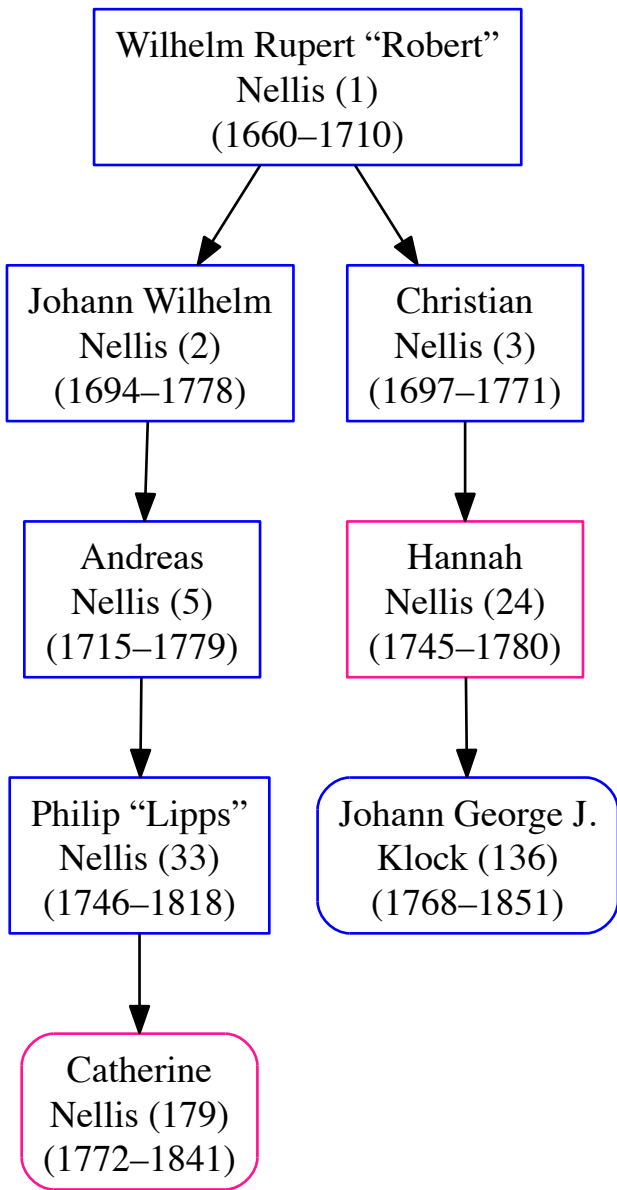 Wilhelm Rupert “Robert”
Nellis (1)
(1660–1710)
Johann Wilhelm
Nellis (2)
(1694–1778)
Christian
Nellis (3)
(1697–1771)
Andreas
Nellis (5)
(1715–1779)
Hannah
Nellis (24)
(1745–1780)
Philip “Lipps”
Nellis (33)
(1746–1818)
Johann George J.
Klock (136)
(1768–1851)
Catherine
Nellis (179)
(1772–1841)